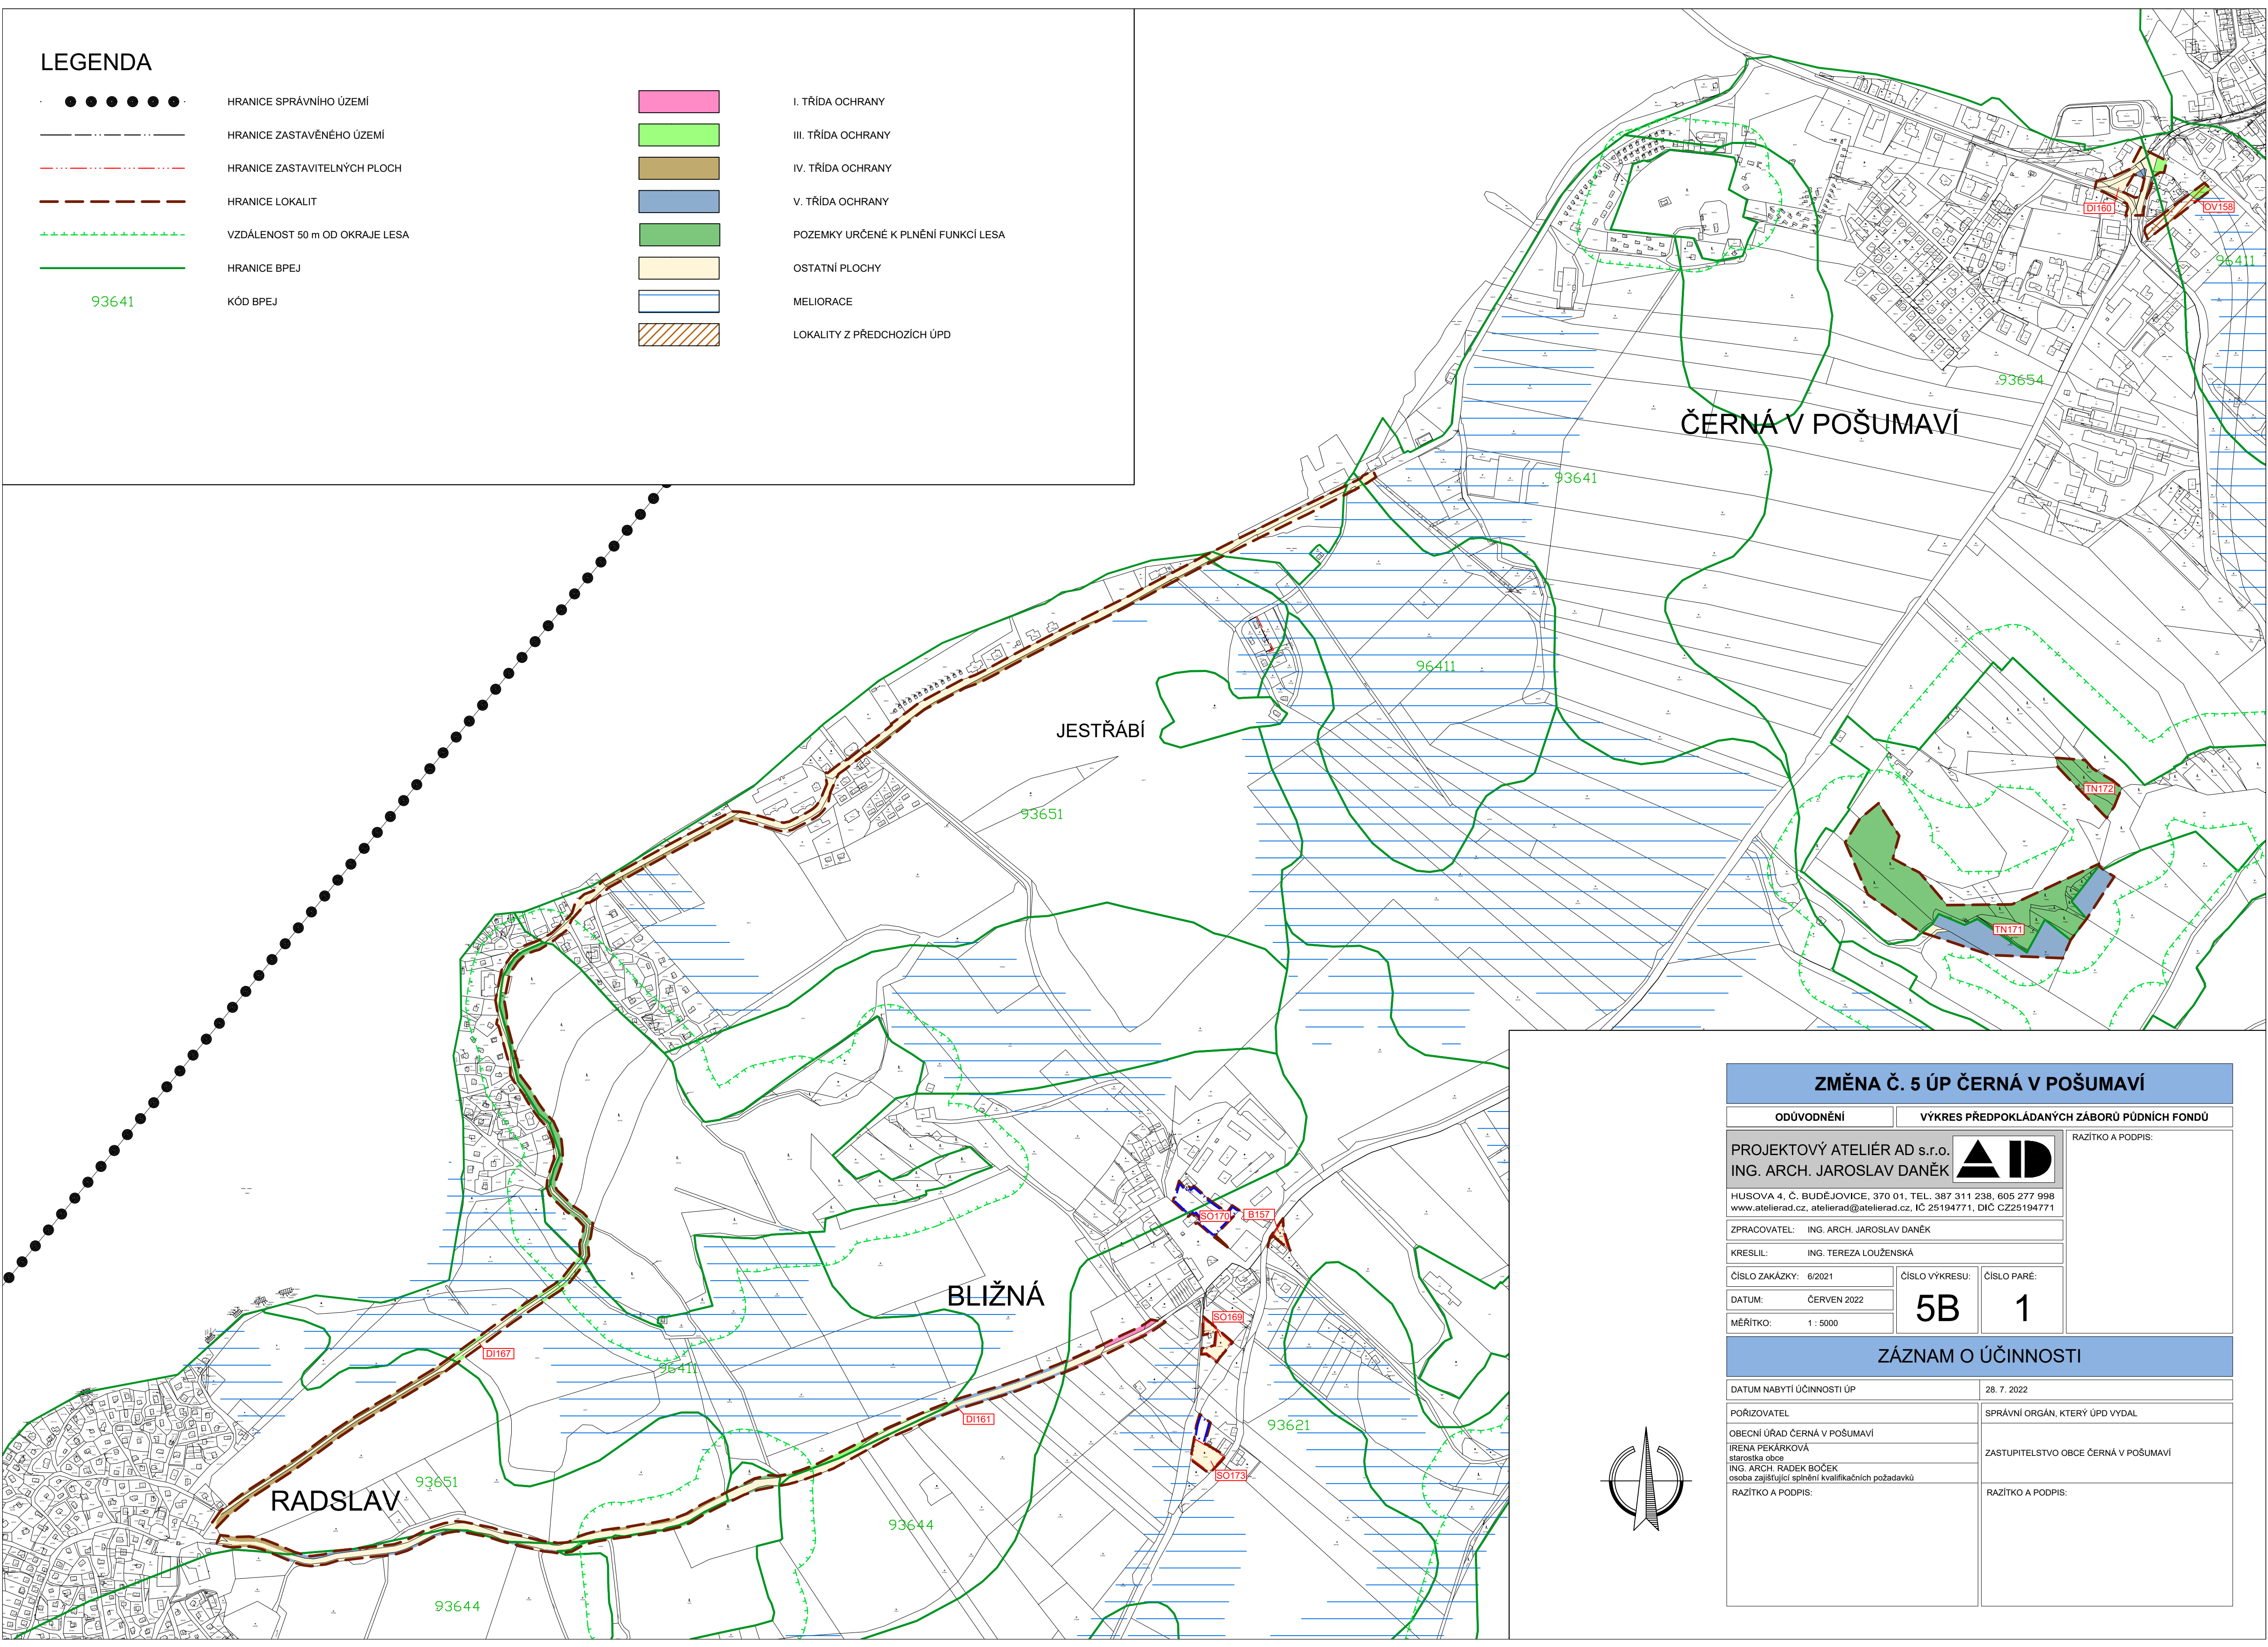 LEGENDA
HRANICE SPRÁVNÍHO ÚZEMÍ
HRANICE ZASTAVĚNÉHO ÚZEMÍ
HRANICE ZASTAVITELNÝCH PLOCH
HRANICE LOKALIT
VZDÁLENOST 50 m OD OKRAJE LESA
HRANICE BPEJ
93641 KÓD BPEJ
I. TŘÍDA OCHRANY
III. TŘÍDA OCHRANY
IV. TŘÍDA OCHRANY
V. TŘÍDA OCHRANY
POZEMKY URČENÉ K PLNĚNÍ FUNKCÍ LESA
OSTATNÍ PLOCHY
MELIORACE
LOKALITY Z PŘEDCHOZÍCH ÚPD
DI160
OV158
96411
93654
ČERNÁ V POŠUMAVÍ
93641
96411
JESTŘÁBÍ
93651
TN172
TN171
SO170
B157
BLIŽNÁ
SO169
DI167
96411
DI161
93621
SO173
93651
RADSLAV
93644
93644
ZMĚNA Č. 5 ÚP ČERNÁ V POŠUMAVÍ
ODŮVODNĚNÍ
VÝKRES PŘEDPOKLÁDANÝCH ZÁBORŮ PŮDNÍCH FONDŮ
PROJEKTOVÝ ATELIÉR AD s.r.o.
ING. ARCH. JAROSLAV DANĚK
AD
RAZÍTKO A PODPIS:
HUSOVA 4, Č. BUDĚJOVICE, 370 01, TEL. 387 311 238, 605 277 998
www.atelierad.cz, atelierad@atelierad.cz, IČ 25194771, DIČ CZ25194771
ZPRACOVATEL: ING. ARCH. JAROSLAV DANĚK
KRESLIL: ING. TEREZA LOUŽENSKÁ
ČÍSLO ZAKÁZKY: 6/2021
DATUM: ČERVEN 2022
MĚŘÍTKO: 1 : 5000
ČÍSLO VÝKRESU:
5B
ČÍSLO PARÉ:
1
ZÁZNAM O ÚČINNOSTI
DATUM NABYTÍ ÚČINNOSTI ÚP
28. 7. 2022
POŘIZOVATEL
SPRÁVNÍ ORGÁN, KTERÝ ÚPD VYDAL
OBECNÍ ÚŘAD ČERNÁ V POŠUMAVÍ
IRENA PEKÁRKOVÁ
starostka obce
ING. ARCH. RADEK BOČEK
osoba zajišťující splnění kvalifikačních požadavků
ZASTUPITELSTVO OBCE ČERNÁ V POŠUMAVÍ
RAZÍTKO A PODPIS:
RAZÍTKO A PODPIS: